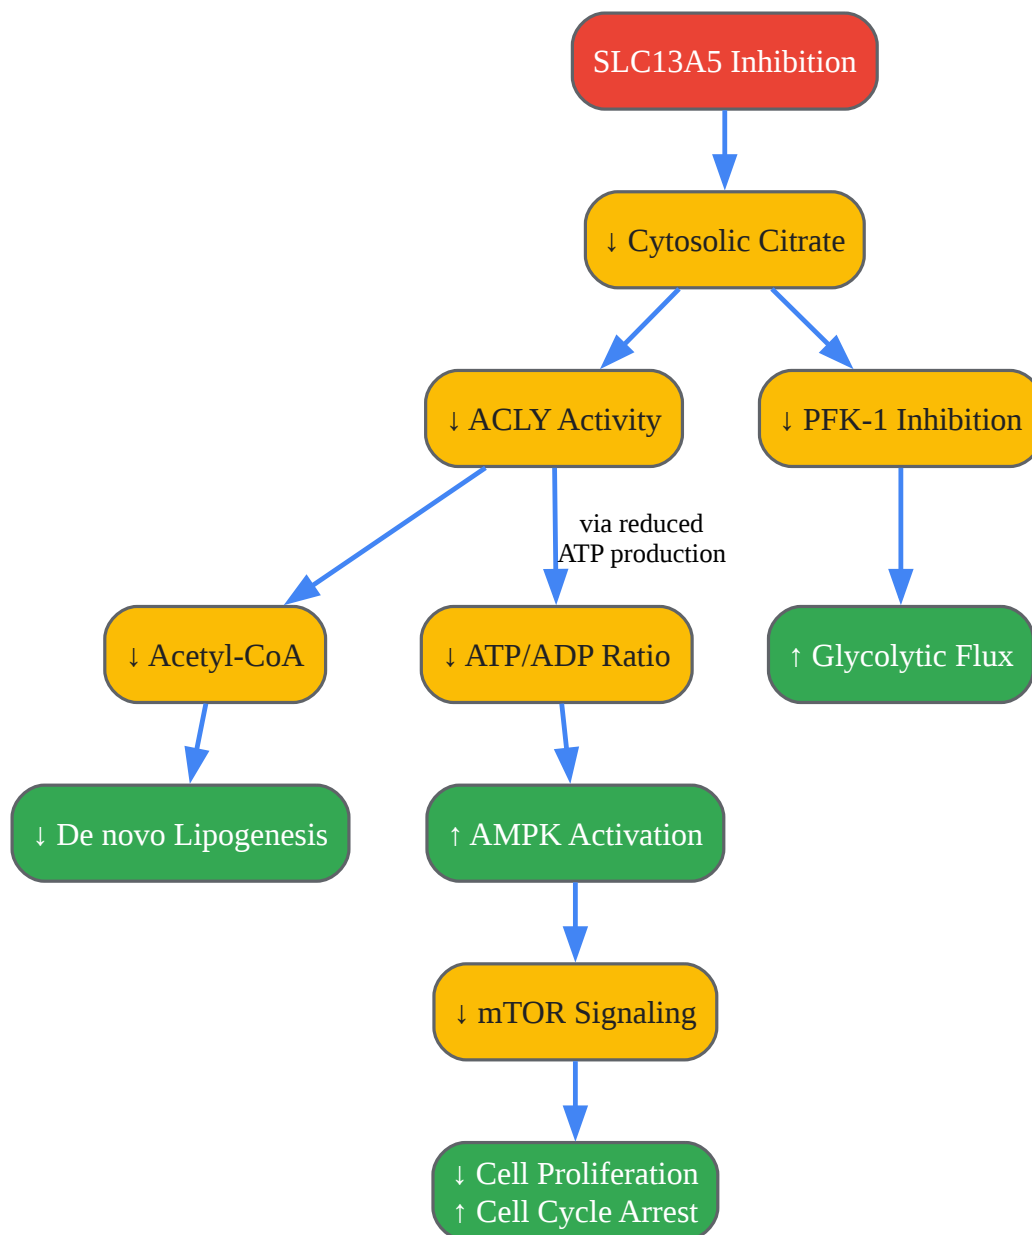 SLC13A5 Inhibition
↓ Cytosolic Citrate
↓ ACLY Activity
↓ PFK-1 Inhibition
via reduced
ATP production
↓ Acetyl-CoA
↓ ATP/ADP Ratio
↑ Glycolytic Flux
↓ De novo Lipogenesis
↑ AMPK Activation
↓ mTOR Signaling
↓ Cell Proliferation
↑ Cell Cycle Arrest